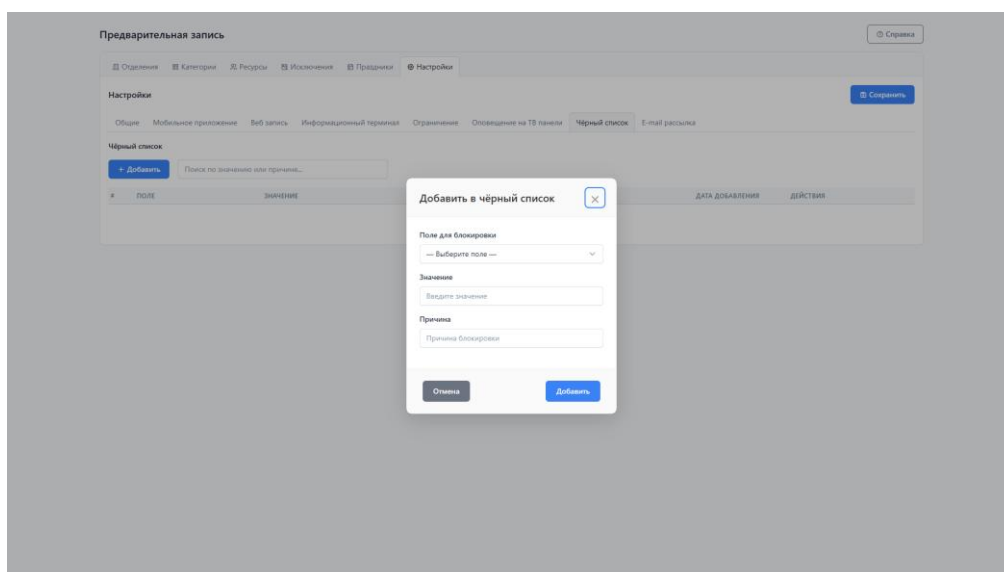 Предварительная запись
Справка
Отделения Категории Ресурсы Исключения Праздники Настройки
Настройки
Сохранить
Общие Мобильное приложение Веб запись Информационный терминал Ограничение Оповещение на ТВ панели Чёрный список E-mail рассылка
Чёрный список
+ Добавить Поиск по значению или причине...
# ПОЛЕ ЗНАЧЕНИЕ ДАТА ДОБАВЛЕНИЯ ДЕЙСТВИЯ
Добавить в чёрный список
Поле для блокировки
— Выберите поле —
Значение
Введите значение
Причина
Причина блокировки
Отмена Добавить